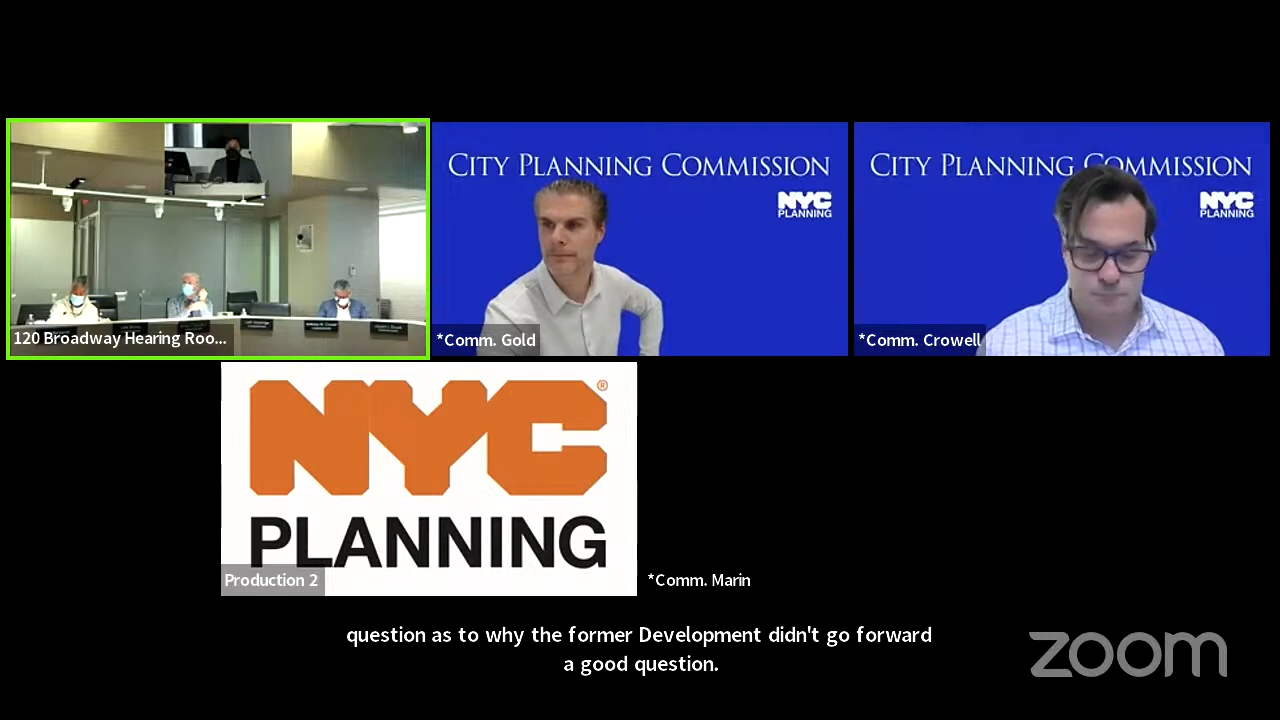 CITY PLANNING COMMISSION
NYC
PLANNING
CITY PLANNING COMMISSION
NYC
PLANNING
120 Broadway Hearing Roo...
*Comm. Gold
*Comm. Crowell
NYC®
PLANNING
Production 2
*Comm. Marin
question as to why the former Development didn't go forward
a good question.
zoom